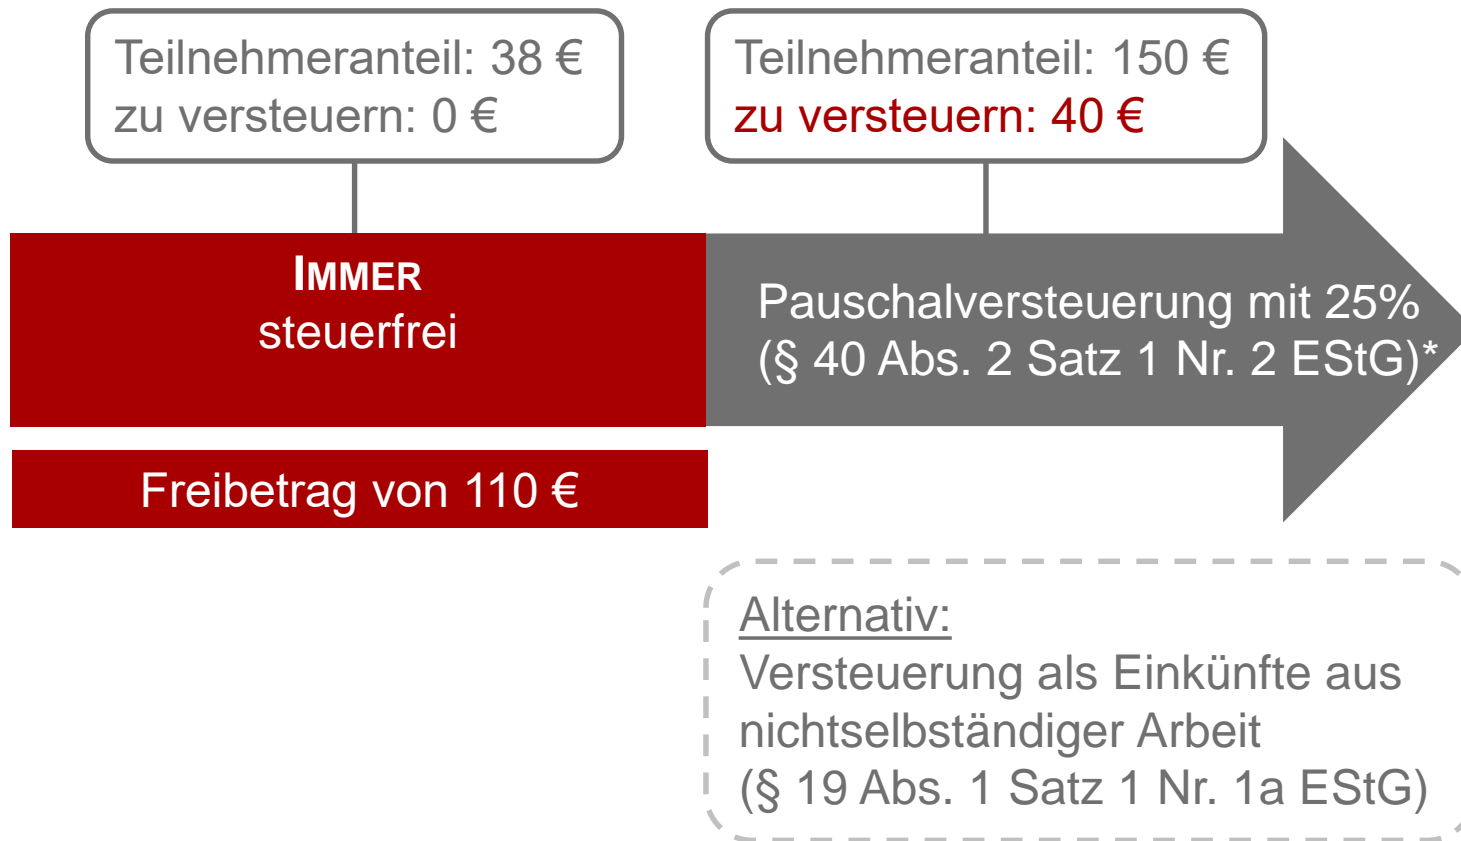 Teilnehmeranteil: 38 €
zu versteuern: 0 €
Teilnehmeranteil: 150 €
zu versteuern: 40 €
IMMER
steuerfrei
Pauschalversteuerung mit 25%
(§ 40 Abs. 2 Satz 1 Nr. 2 EStG)*
Freibetrag von 110 €
Alternativ:
Versteuerung als Einkünfte aus
nichtselbständiger Arbeit
(§ 19 Abs. 1 Satz 1 Nr. 1a EStG)